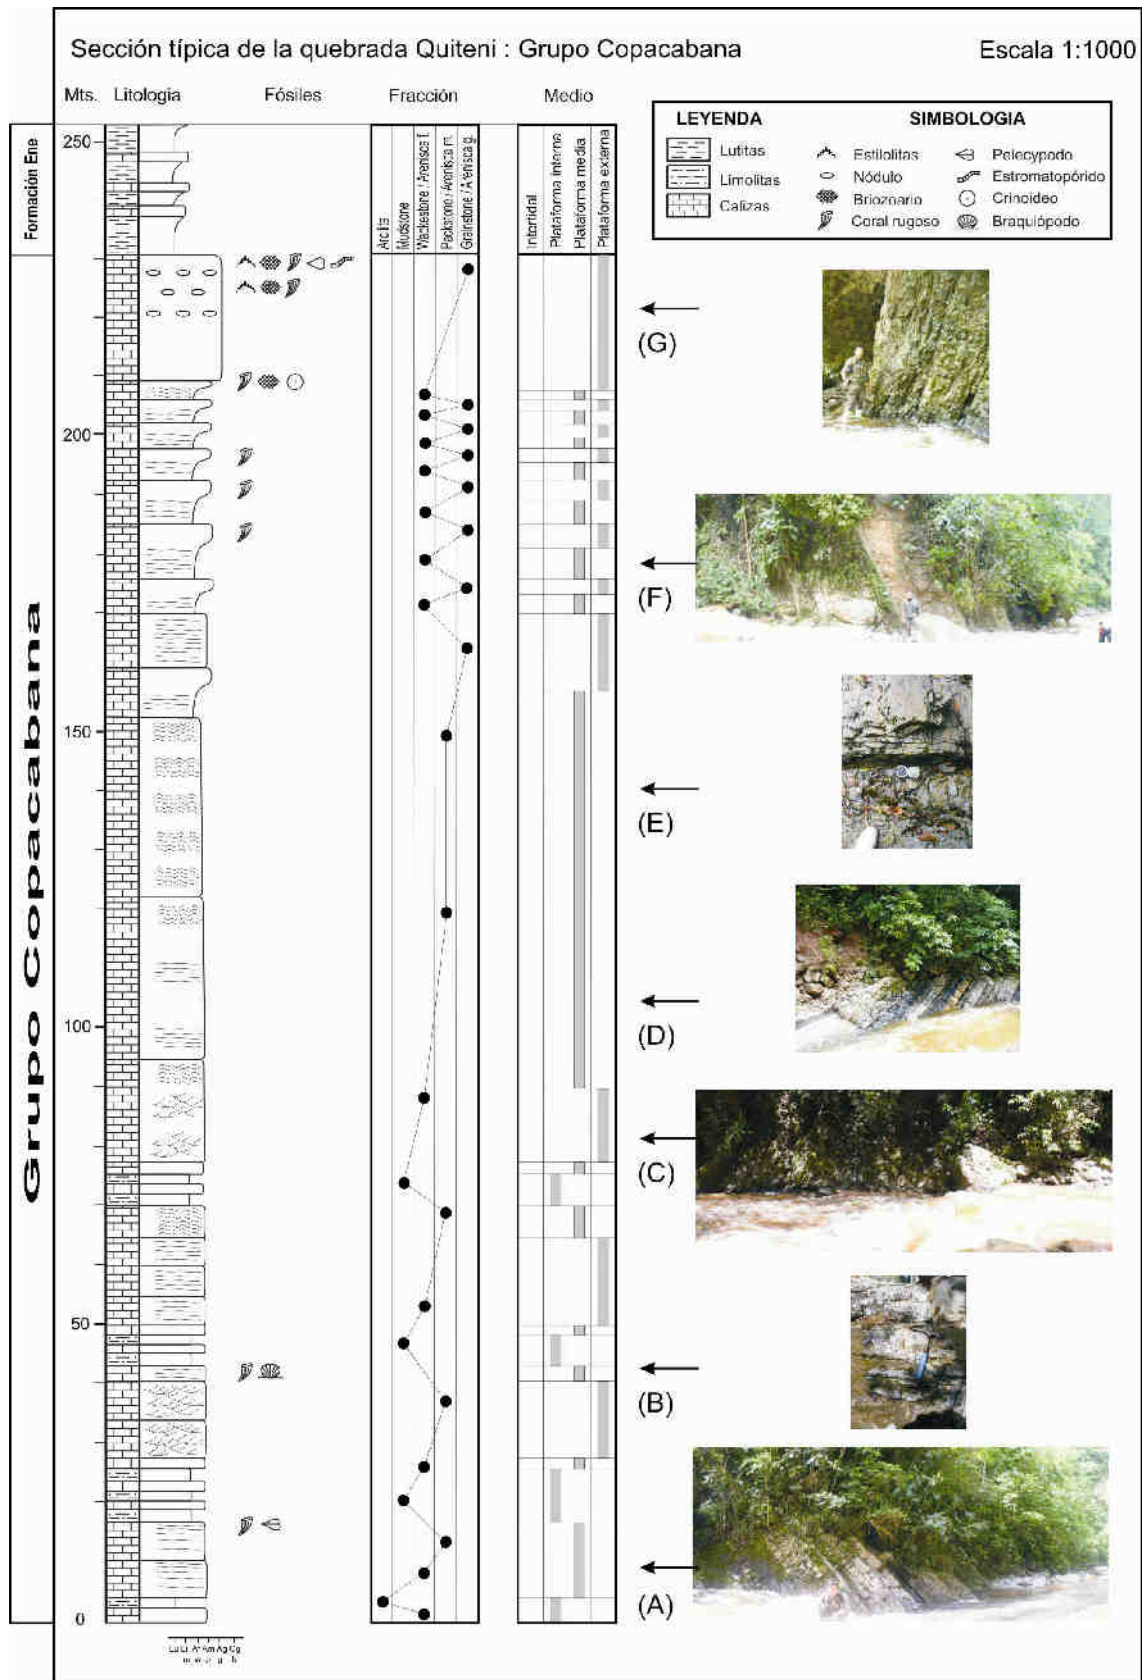 Sección típica de la quebrada Quiteni : Grupo Copacabana
Escala 1:1000
Mts. Litología Fósiles Fracción Medio
Formación Ene
Grupo Copacabana
250
200
150
100
50
0
Arcilla
Mudstone
Wackestone / Arenisca f.
Packstone / Arenisca m.
Grainstone / Arenisca g.
Intertidal
Plataforma interna
Plataforma media
Plataforma externa
LEYENDA
Lutitas
Limolitas
Calizas
SIMBOLOGIA
Estilolitas
Nódulo
Briozoario
Coral rugoso
Pelecypodo
Estromatopórido
Crinoideo
Braquiópodo
(G)
(F)
(E)
(D)
(C)
(B)
(A)